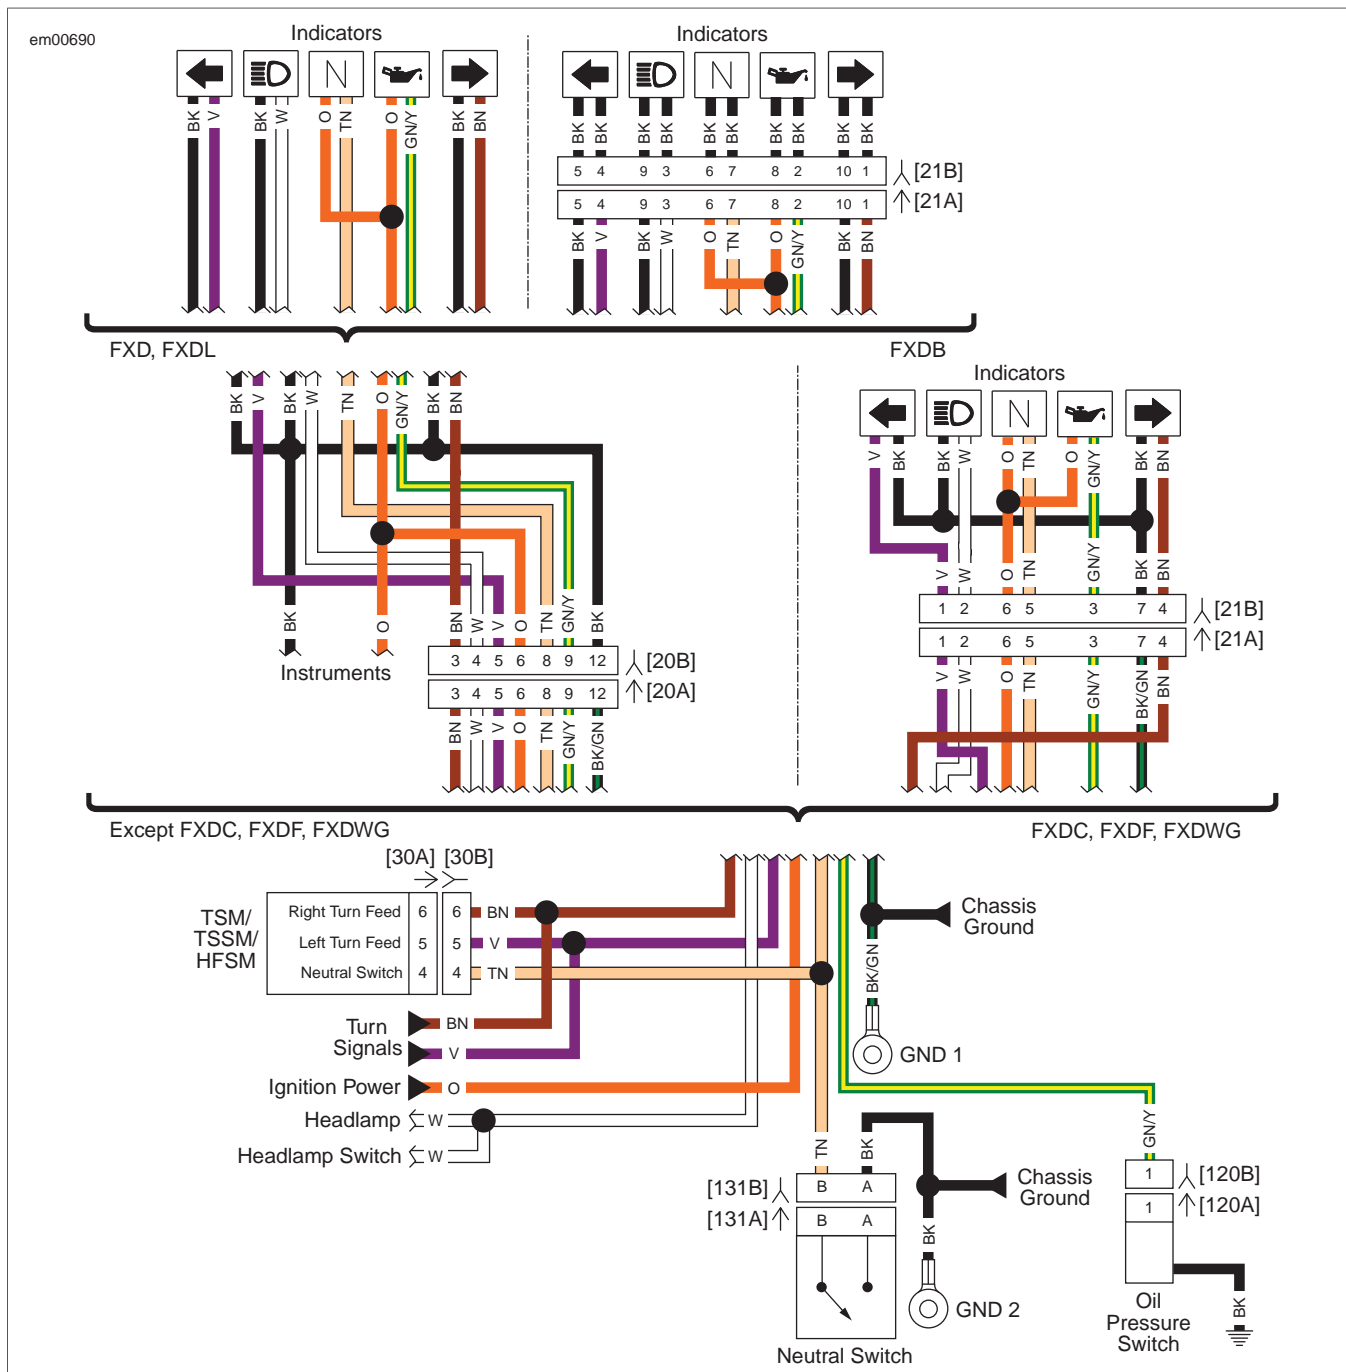 em00690
Indicators
Indicators
N
N
BK V BK W O TN O GN/Y BK BN
BK BK BK BK BK BK BK BK BK BK
5 4 9 3 6 7 8 2 10 1 [21B]
5 4 9 3 6 7 8 2 10 1 [21A]
BK V BK W O TN O GN/Y BK BN
FXD, FXDL
FXDB
BK V BK W TN O GN/Y BK BN
Indicators
N
V BK BK W O TN O GN/Y BK BN
V W O TN GN/Y BK BN
1 2 6 5 3 7 4 [21B]
1 2 6 5 3 7 4 [21A]
V W O TN GN/Y BK/GN BN
BK O BN W V O TN GN/Y BK
Instruments
3 4 5 6 8 9 12 [20B]
3 4 5 6 8 9 12 [20A]
BN W V O TN GN/Y BK/GN
Except FXDC, FXDF, FXDWG
FXDC, FXDF, FXDWG
[30A] [30B]
TSM/
TSSM/
HFSM
Right Turn Feed 6 6 BN
Left Turn Feed 5 5 V
Neutral Switch 4 4 TN
Chassis
Ground
BK/GN
Turn
Signals
BN
V
GND 1
Ignition Power O
Headlamp W
Headlamp Switch W
TN BK
GN/Y
[131B] B A
[131A] B A
Chassis
Ground
BK
GND 2
Neutral Switch
1 [120B]
1 [120A]
BK
Oil
Pressure
Switch